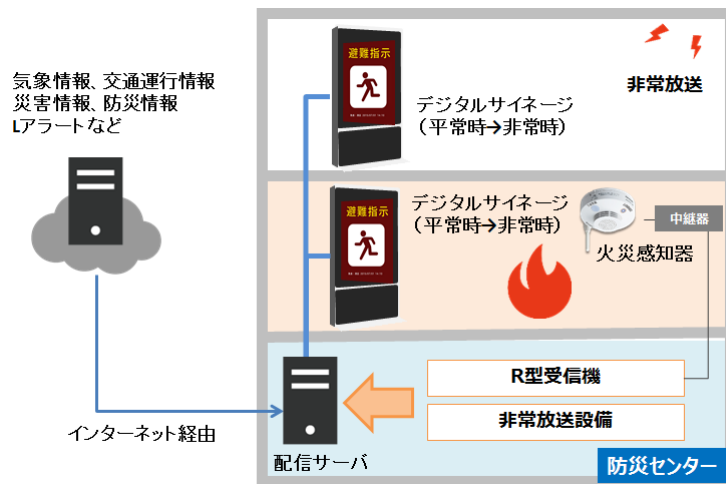 気象情報、交通運行情報
災害情報、防災情報
Lアラートなど
避難指示
デジタルサイネージ
（平常時→非常時）
非常放送
避難指示
デジタルサイネージ
（平常時→非常時）
中継器
火災感知器
R型受信機
非常放送設備
インターネット経由
配信サーバ
防災センター